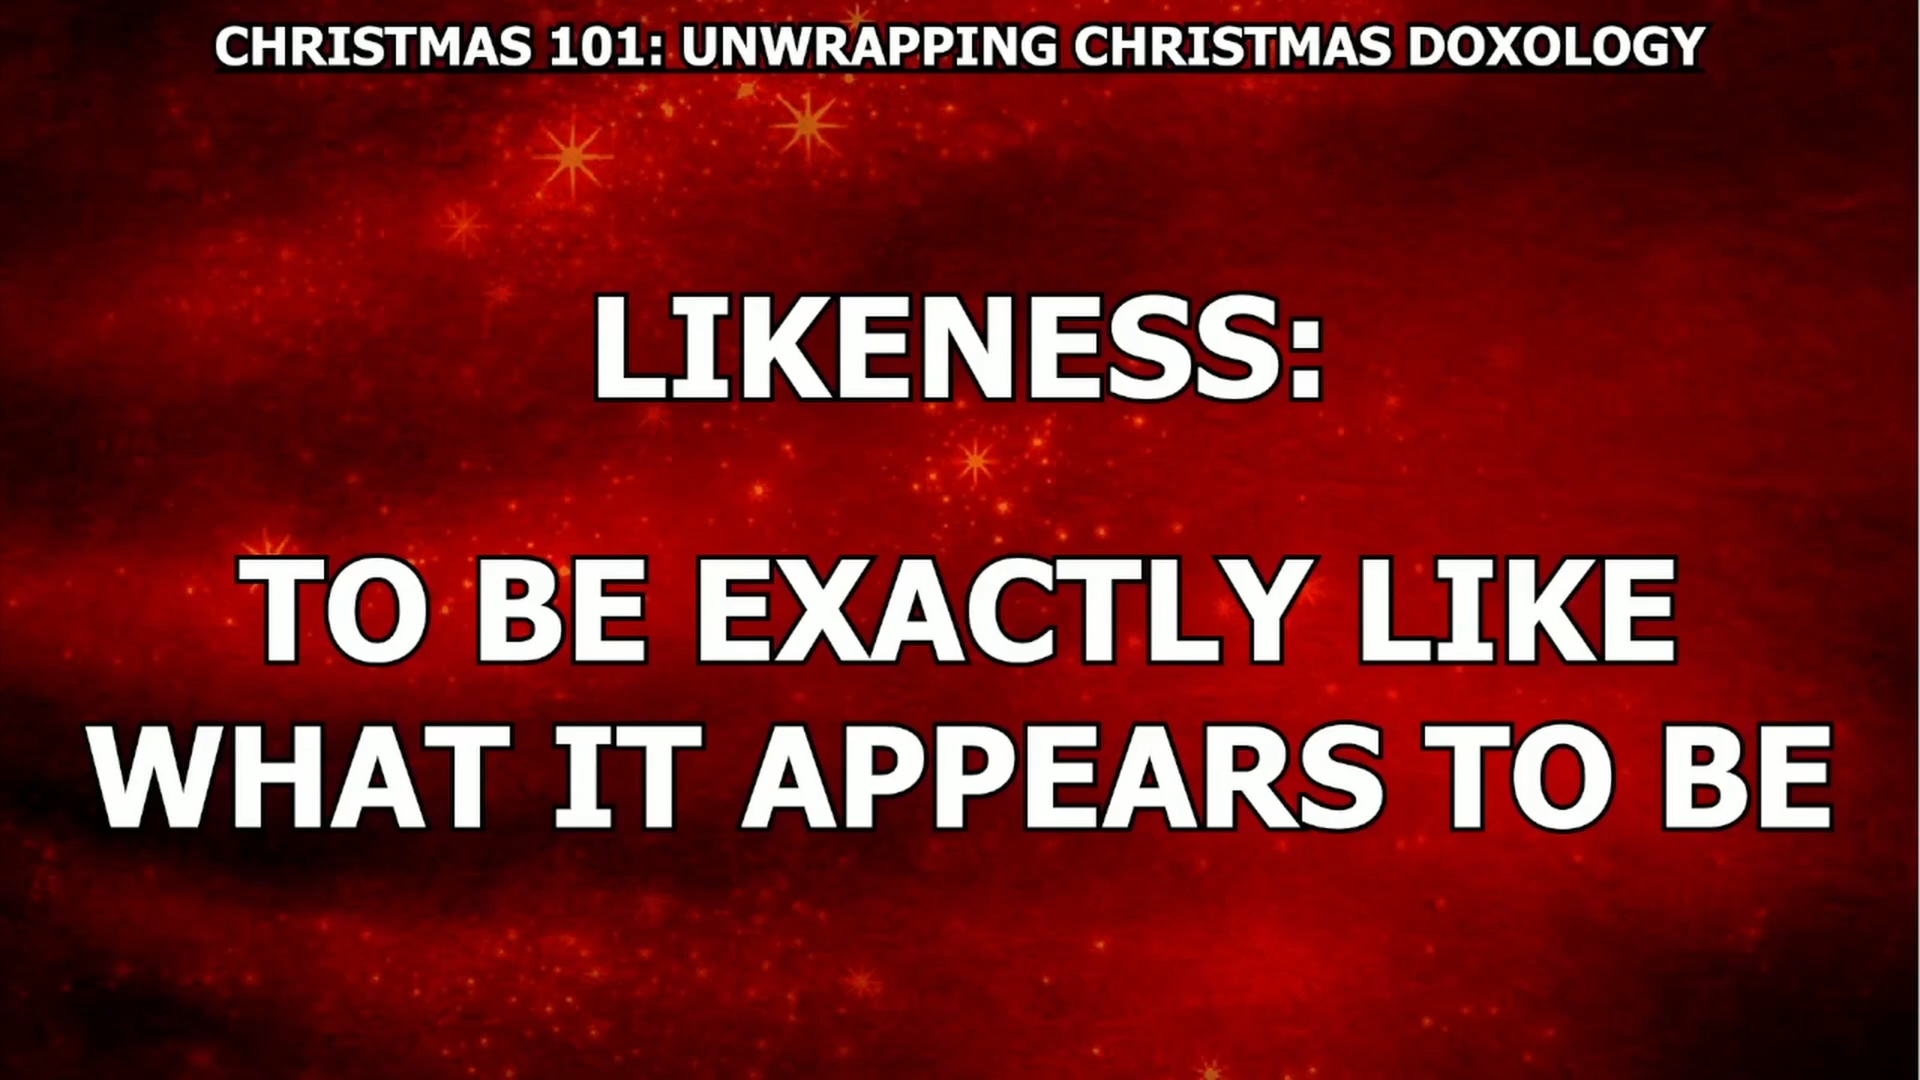 CHRISTMAS 101: UNWRAPPING CHRISTMAS DOXOLOGY
LIKENESS:
TO BE EXACTLY LIKE
WHAT IT APPEARS TO BE